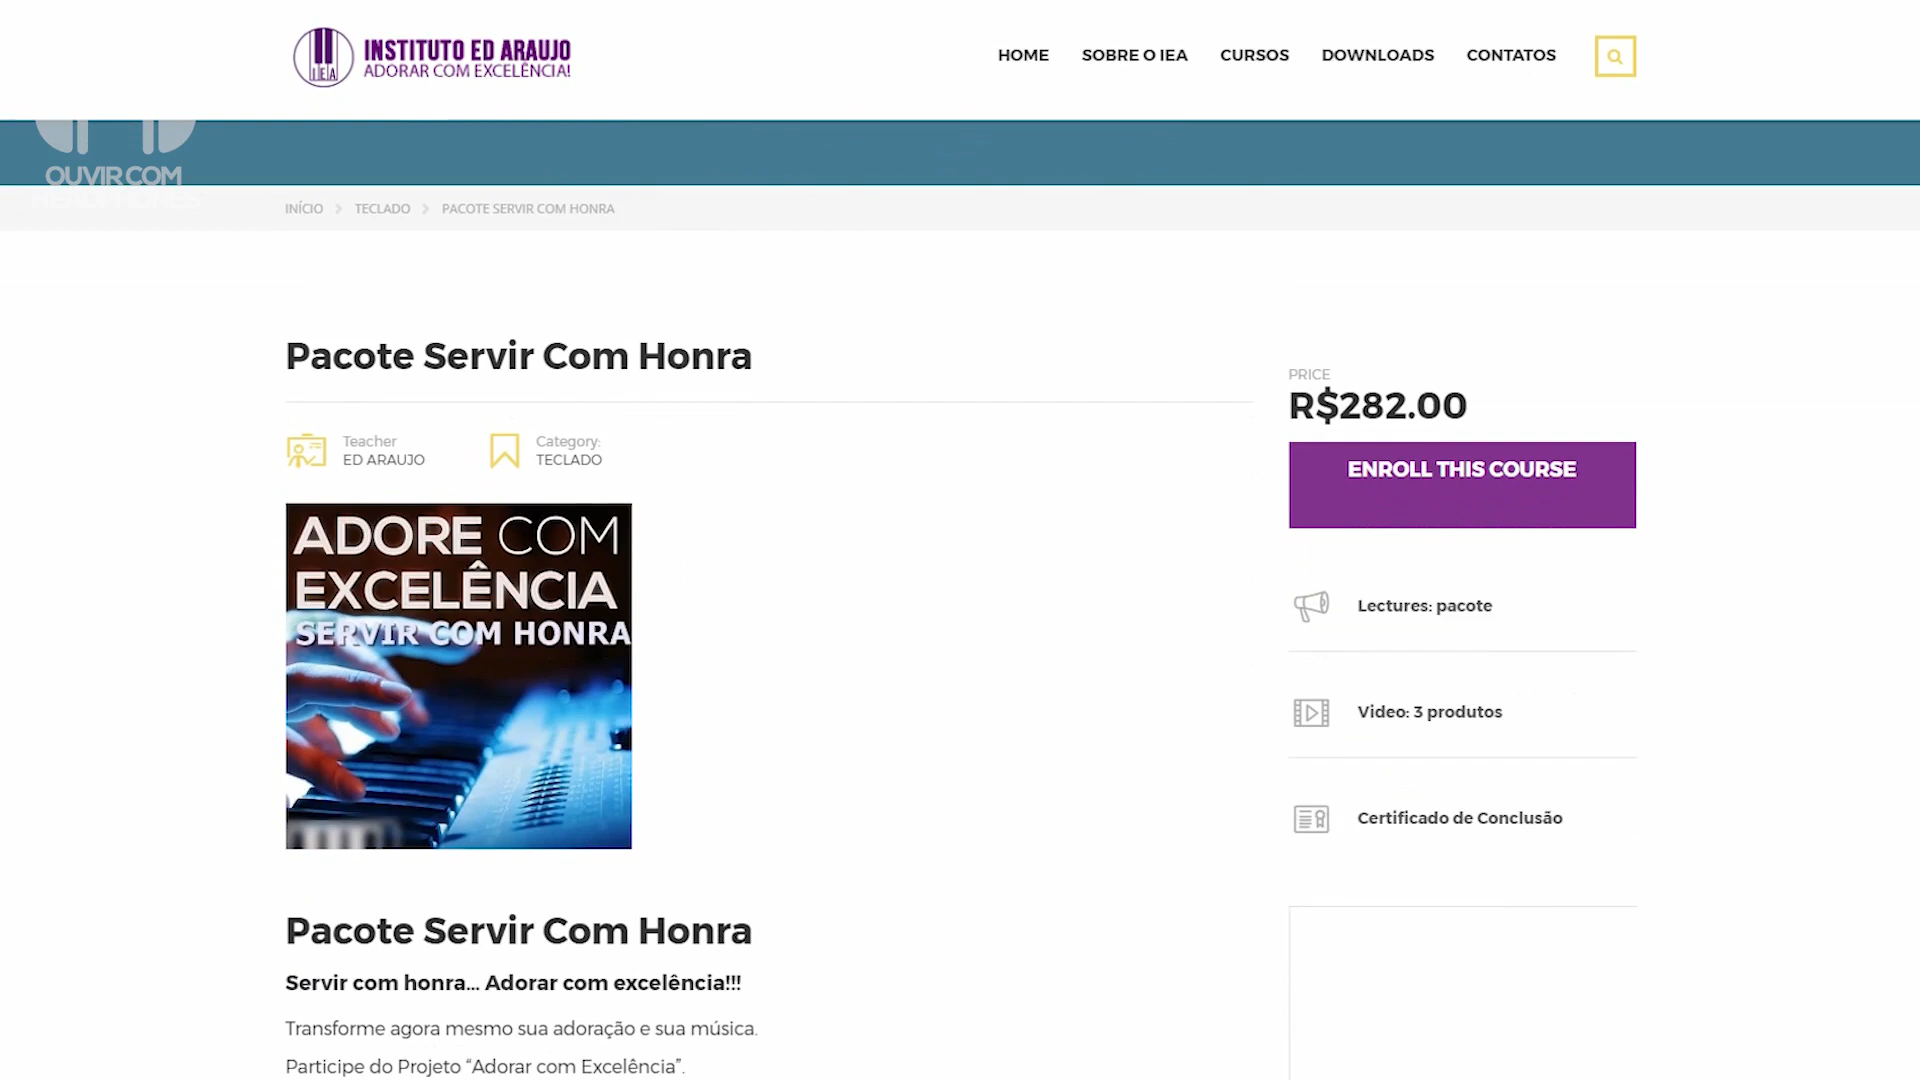 IEA
INSTITUTO ED ARAUJO
ADORAR COM EXCELÊNCIA!
HOME
SOBRE O IEA
CURSOS
DOWNLOADS
CONTATOS
OUVIR COM
HEADPHONES
INÍCIO
TECLADO
PACOTE SERVIR COM HONRA
Pacote Servir Com Honra
Teacher
ED ARAUJO
Category:
TECLADO
ADORE COM
EXCELÊNCIA
SERVIR COM HONRA
PRICE
R$282.00
ENROLL THIS COURSE
Lectures: pacote
Video: 3 produtos
Certificado de Conclusão
Pacote Servir Com Honra
Servir com honra... Adorar com excelência!!!
Transforme agora mesmo sua adoração e sua música.
Participe do Projeto “Adorar com Excelência”.